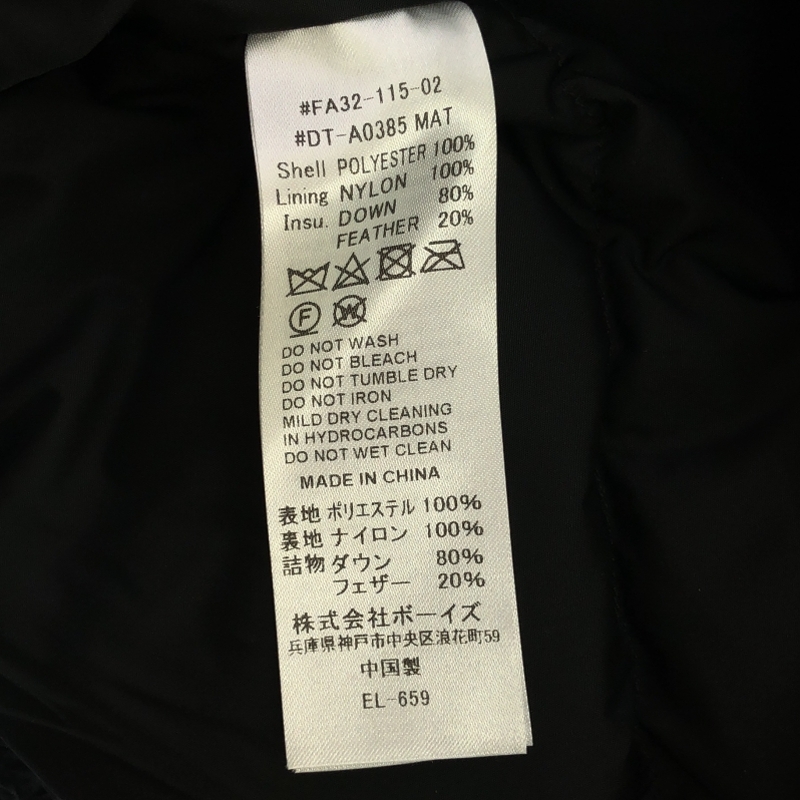 #FA32-115-02
#DT-A0385 MAT
Shell POLYESTER 100%
Lining NYLON 100%
Insu. DOWN 80%
FEATHER 20%
F W
DO NOT WASH
DO NOT BLEACH
DO NOT TUMBLE DRY
DO NOT IRON
MILD DRY CLEANING
IN HYDROCARBONS
DO NOT WET CLEAN
MADE IN CHINA
表地 ポリエステル 100%
裏地 ナイロン 100%
詰物 ダウン 80%
フェザー 20%
株式会社ボーイズ
兵庫県神戸市中央区浪花町59
中国製
EL-659